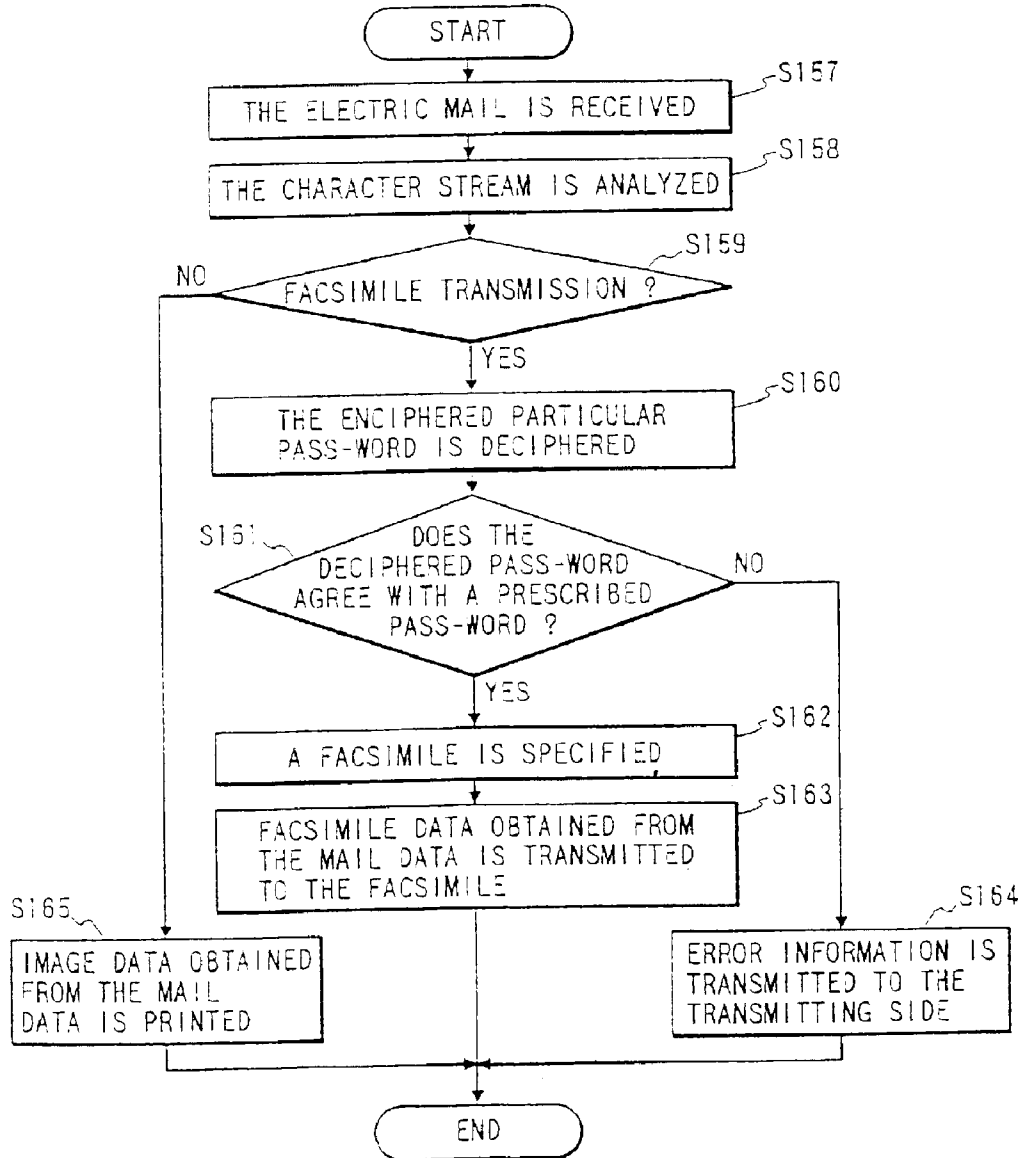 START
S157
THE ELECTRIC MAIL IS RECEIVED
S158
THE CHARACTER STREAM IS ANALYZED
S159
NO
FACSIMILE TRANSMISSION ?
YES
S160
THE ENCIPHERED PARTICULAR
PASS-WORD IS DECIPHERED
S161
DOES THE
DECIPHERED PASS-WORD
AGREE WITH A PRESCRIBED
PASS-WORD ?
NO
YES
S162
A FACSIMILE IS SPECIFIED
S163
FACSIMILE DATA OBTAINED FROM
THE MAIL DATA IS TRANSMITTED
TO THE FACSIMILE
S165
IMAGE DATA OBTAINED
FROM THE MAIL
DATA IS PRINTED
S164
ERROR INFORMATION IS
TRANSMITTED TO THE
TRANSMITTING SIDE
END